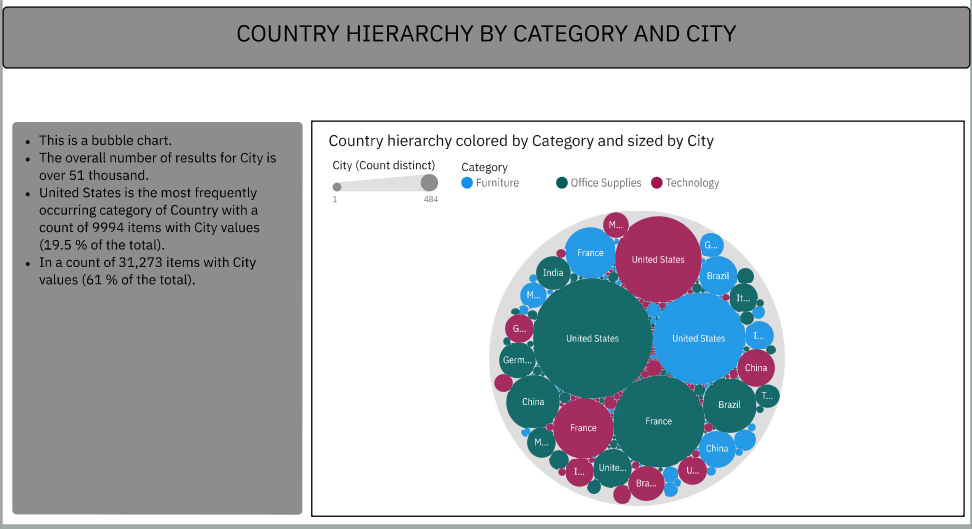 COUNTRY HIERARCHY BY CATEGORY AND CITY
• This is a bubble chart.
• The overall number of results for City is
over 51 thousand.
• United States is the most frequently
occurring category of Country with a
count of 9994 items with City values
(19.5 % of the total).
• In a count of 31,273 items with City
values (61 % of the total).
Country hierarchy colored by Category and sized by City
City (Count distinct)
1
484
Category
Furniture
Office Supplies
Technology
M...
France
United States
G...
India
Brazil
M...
It...
G...
United States
United States
I...
Germ...
China
China
T...
France
Brazil
France
M...
China
I...
Unite...
U...
Bra...